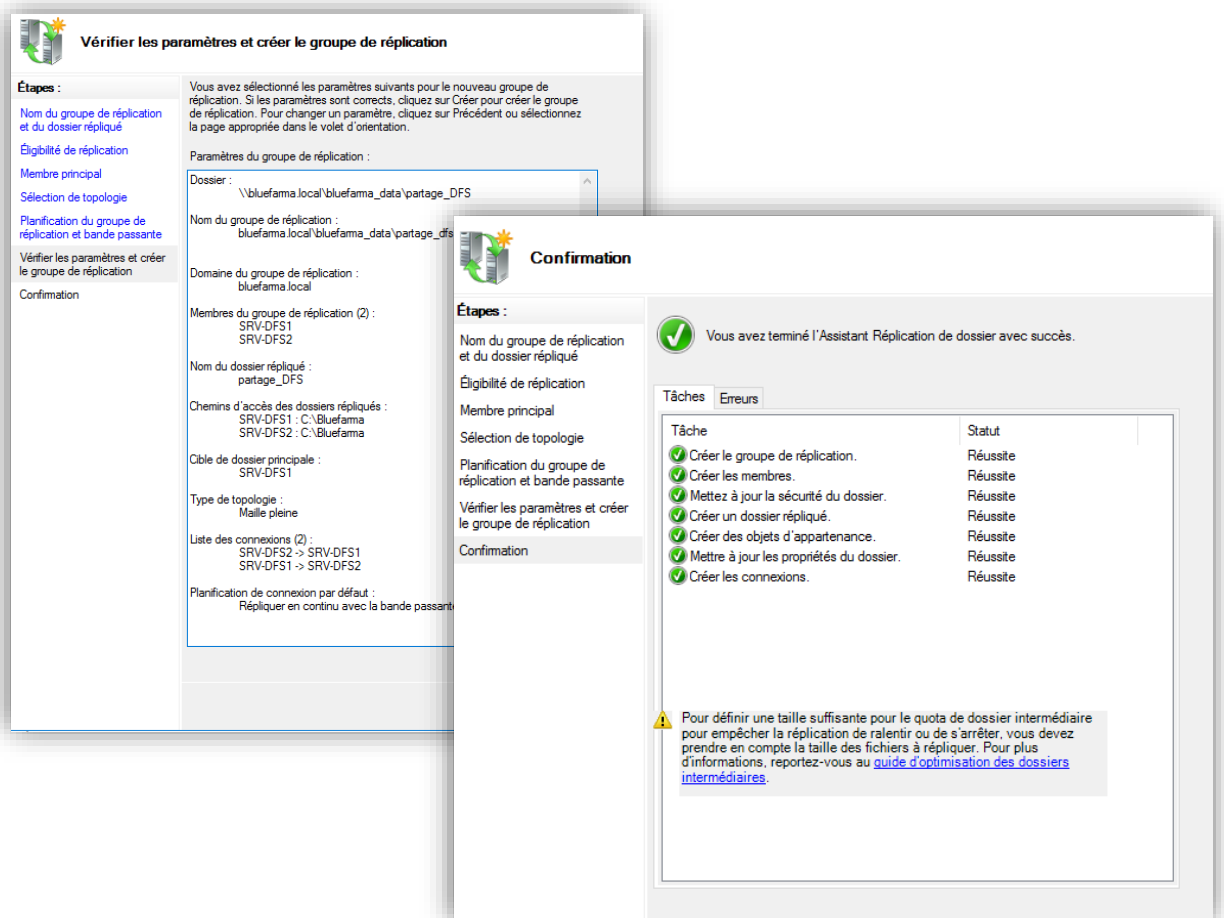 Vérifier les paramètres et créer le groupe de réplication
Étapes :
Nom du groupe de réplication
et du dossier répliqué
Éligibilité de réplication
Membre principal
Sélection de topologie
Planification du groupe de
réplication et bande passante
Vérifier les paramètres et créer
le groupe de réplication
Confirmation
Vous avez sélectionné les paramètres suivants pour le nouveau groupe de
réplication. Si les paramètres sont corrects, cliquez sur Créer pour créer le groupe
de réplication. Pour changer un paramètre, cliquez sur Précédent ou sélectionnez
la page appropriée dans le volet d'orientation.
Paramètres du groupe de réplication :
Dossier :
\\bluefarma.local\bluefarma_data\partage_DFS
Nom du groupe de réplication :
bluefarma.local\bluefarma_data\partage_dfs
Domaine du groupe de réplication :
bluefarma.local
Membres du groupe de réplication (2) :
SRV-DFS1
SRV-DFS2
Nom du dossier répliqué :
partage_DFS
Chemins d'accès des dossiers répliqués :
SRV-DFS1 : C:\Bluefarma
SRV-DFS2 : C:\Bluefarma
Cible de dossier principale :
SRV-DFS1
Type de topologie :
Maille pleine
Liste des connexions (2) :
SRV-DFS2 -> SRV-DFS1
SRV-DFS1 -> SRV-DFS2
Planification de connexion par défaut :
Répliquer en continu avec la bande passante
Confirmation
Étapes :
Nom du groupe de réplication
et du dossier répliqué
Éligibilité de réplication
Membre principal
Sélection de topologie
Planification du groupe de
réplication et bande passante
Vérifier les paramètres et créer
le groupe de réplication
Confirmation
Vous avez terminé l'Assistant Réplication de dossier avec succès.
Tâches Erreurs
Tâche Statut
Créer le groupe de réplication. Réussite
Créer les membres. Réussite
Mettez à jour la sécurité du dossier. Réussite
Créer un dossier répliqué. Réussite
Créer des objets d'appartenance. Réussite
Mettre à jour les propriétés du dossier. Réussite
Créer les connexions. Réussite
Pour définir une taille suffisante pour le quota de dossier intermédiaire
pour empêcher la réplication de ralentir ou de s'arrêter, vous devez
prendre en compte la taille des fichiers à répliquer. Pour plus
d'informations, reportez-vous au guide d'optimisation des dossiers
intermédiaires.